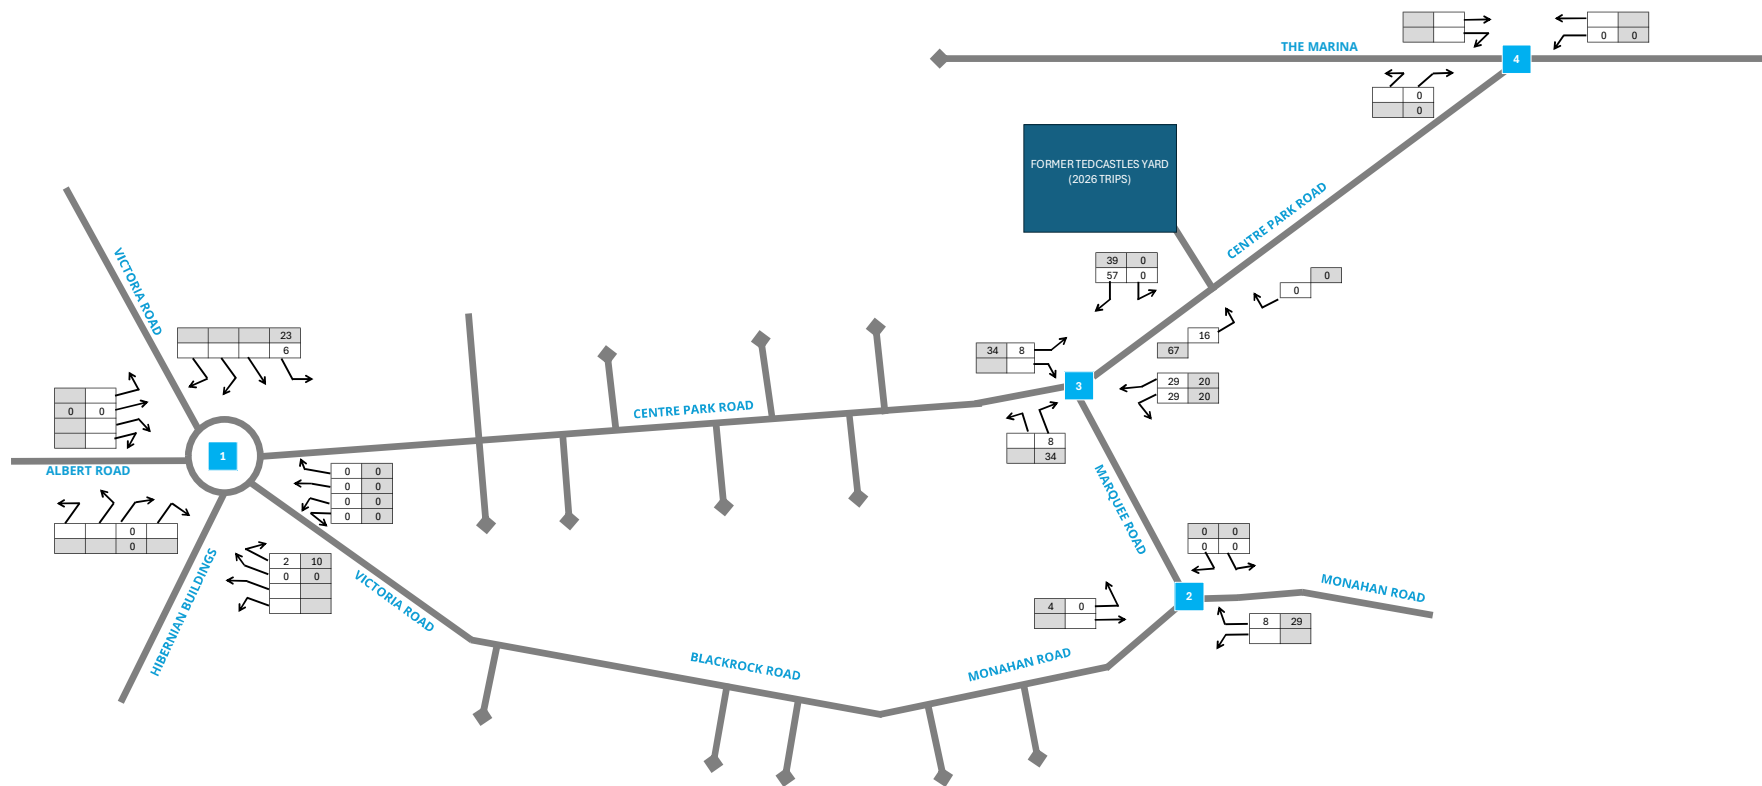 THE MARINA
4
0 0
0
0
FORMER TEDCASTLES YARD
(2026 TRIPS)
CENTRE PARK ROAD
VICTORIA ROAD
39 0
57 0
0
0
16
67
23
6
34 8
3
29 20
29 20
0 0
CENTRE PARK ROAD
8
34
1
ALBERT ROAD
0 0
0 0
0 0
0 0
MARQUEE ROAD
0
0
0 0
0 0
HIBERNIAN BUILDINGS
2 10
0 0
VICTORIA ROAD
4 0
2
MONAHAN ROAD
8 29
BLACKROCK ROAD
MONAHAN ROAD